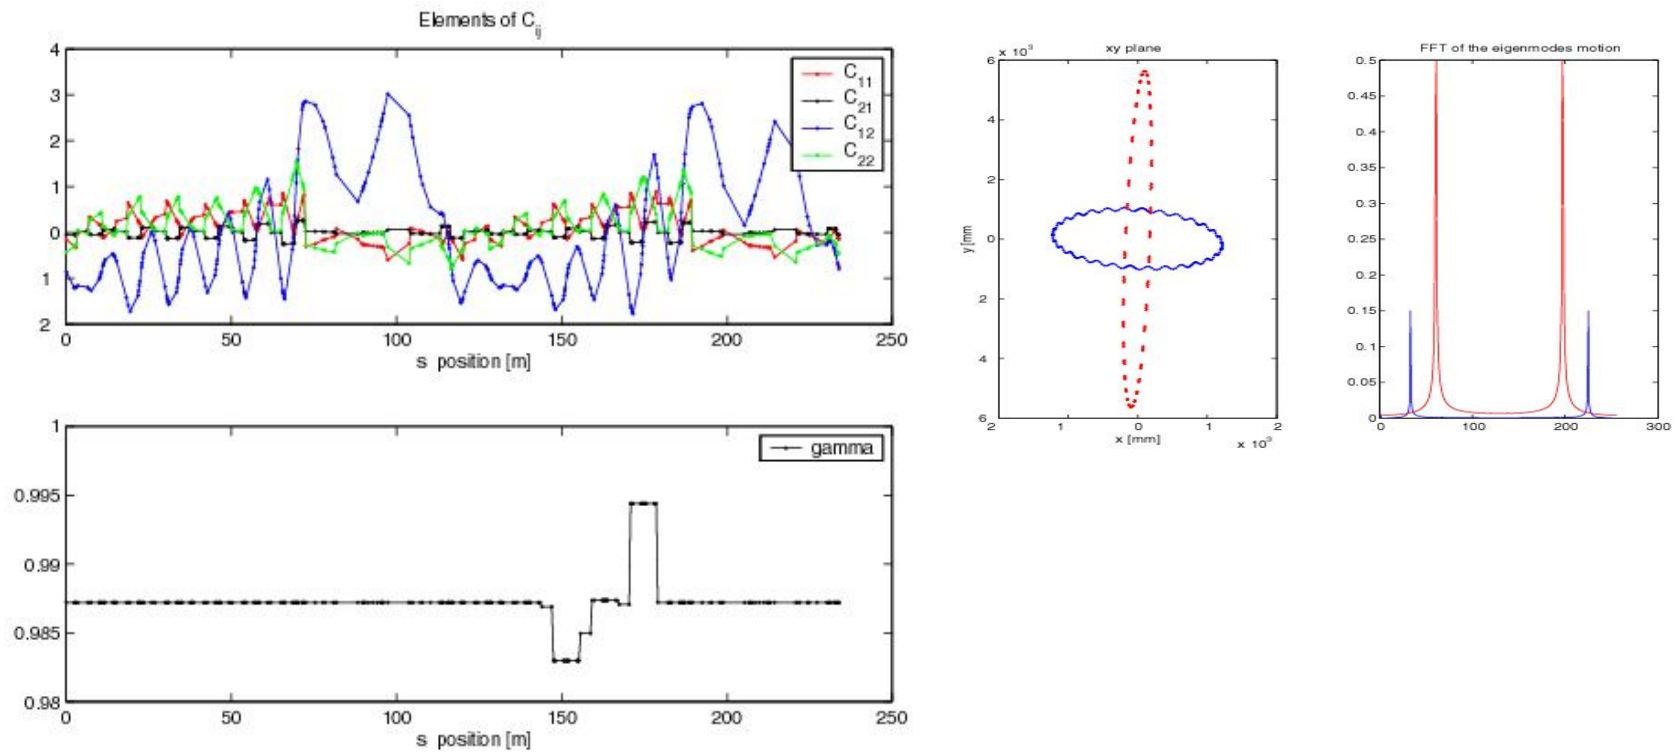 Elements of C_ij
4
3
2
1
0
1
2
C_11
C_21
C_12
C_22
0 50 100 150 200 250
s position [m]
1
0.995
0.99
0.985
0.98
gamma
0 50 100 150 200 250
s position [m]
xy plane
6 x 10^3
4
2
0
2
4
6
y [mm
2 1 0 1 2
x [mm]
x 10^3
FFT of the eigenmodes motion
0.5
0.45
0.4
0.35
0.3
0.25
0.2
0.15
0.1
0.05
0
0 100 200 300